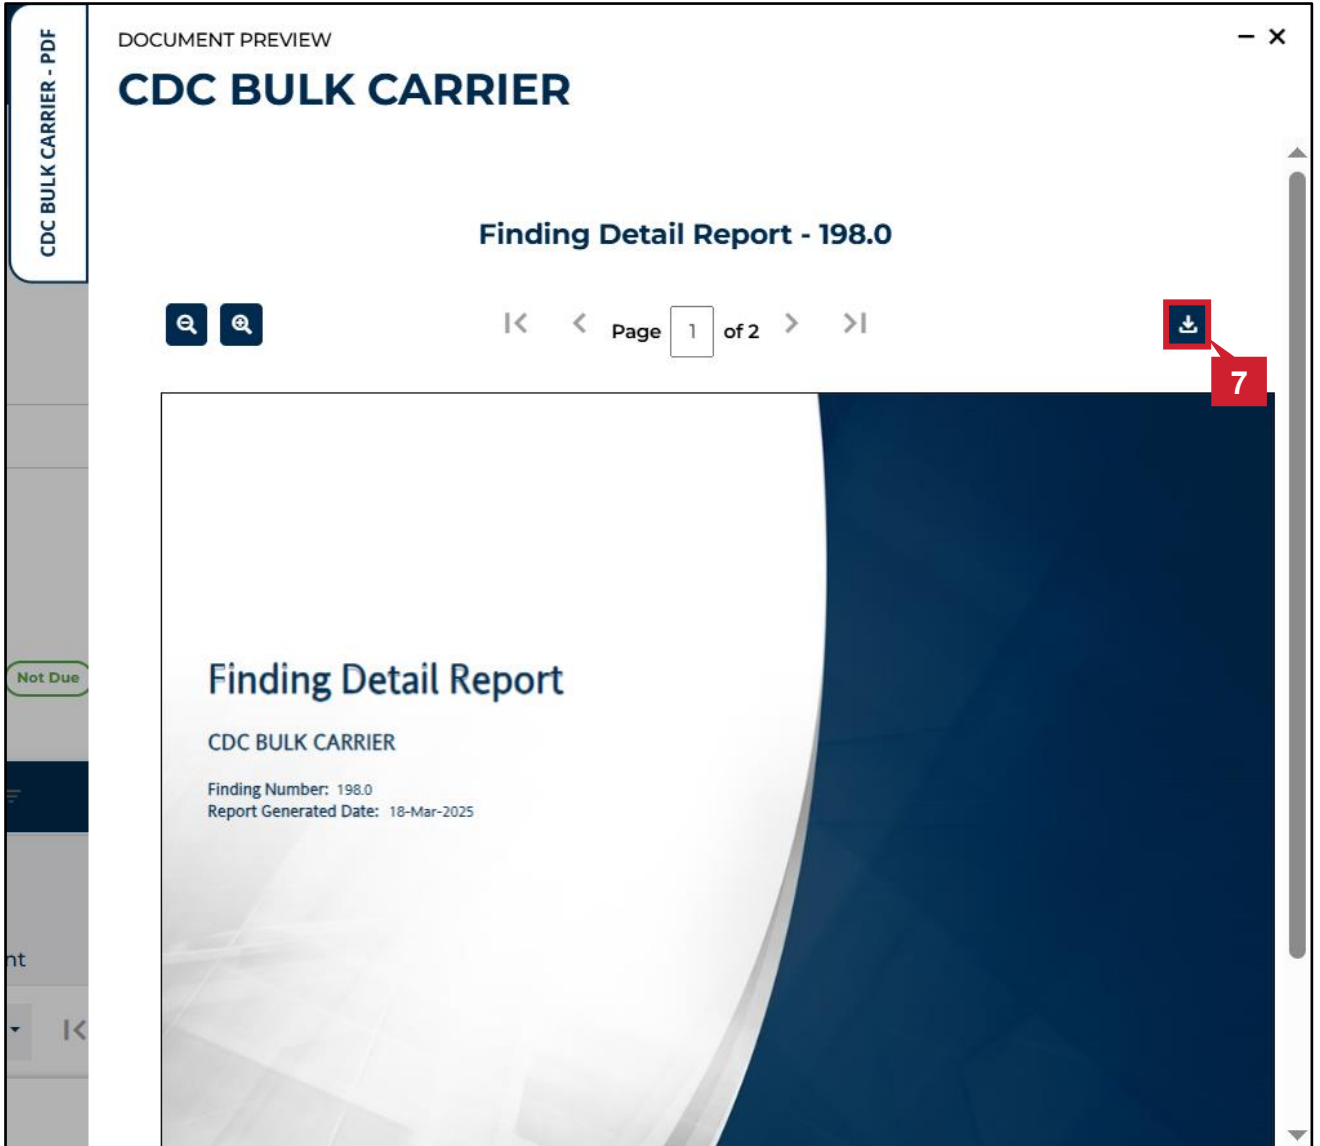 CDC BULK CARRIER - PDF
DOCUMENT PREVIEW
CDC BULK CARRIER
Finding Detail Report - 198.0
Page 1 of 2
7
Finding Detail Report
CDC BULK CARRIER
Finding Number: 198.0
Report Generated Date: 18-Mar-2025
Not Due
nt